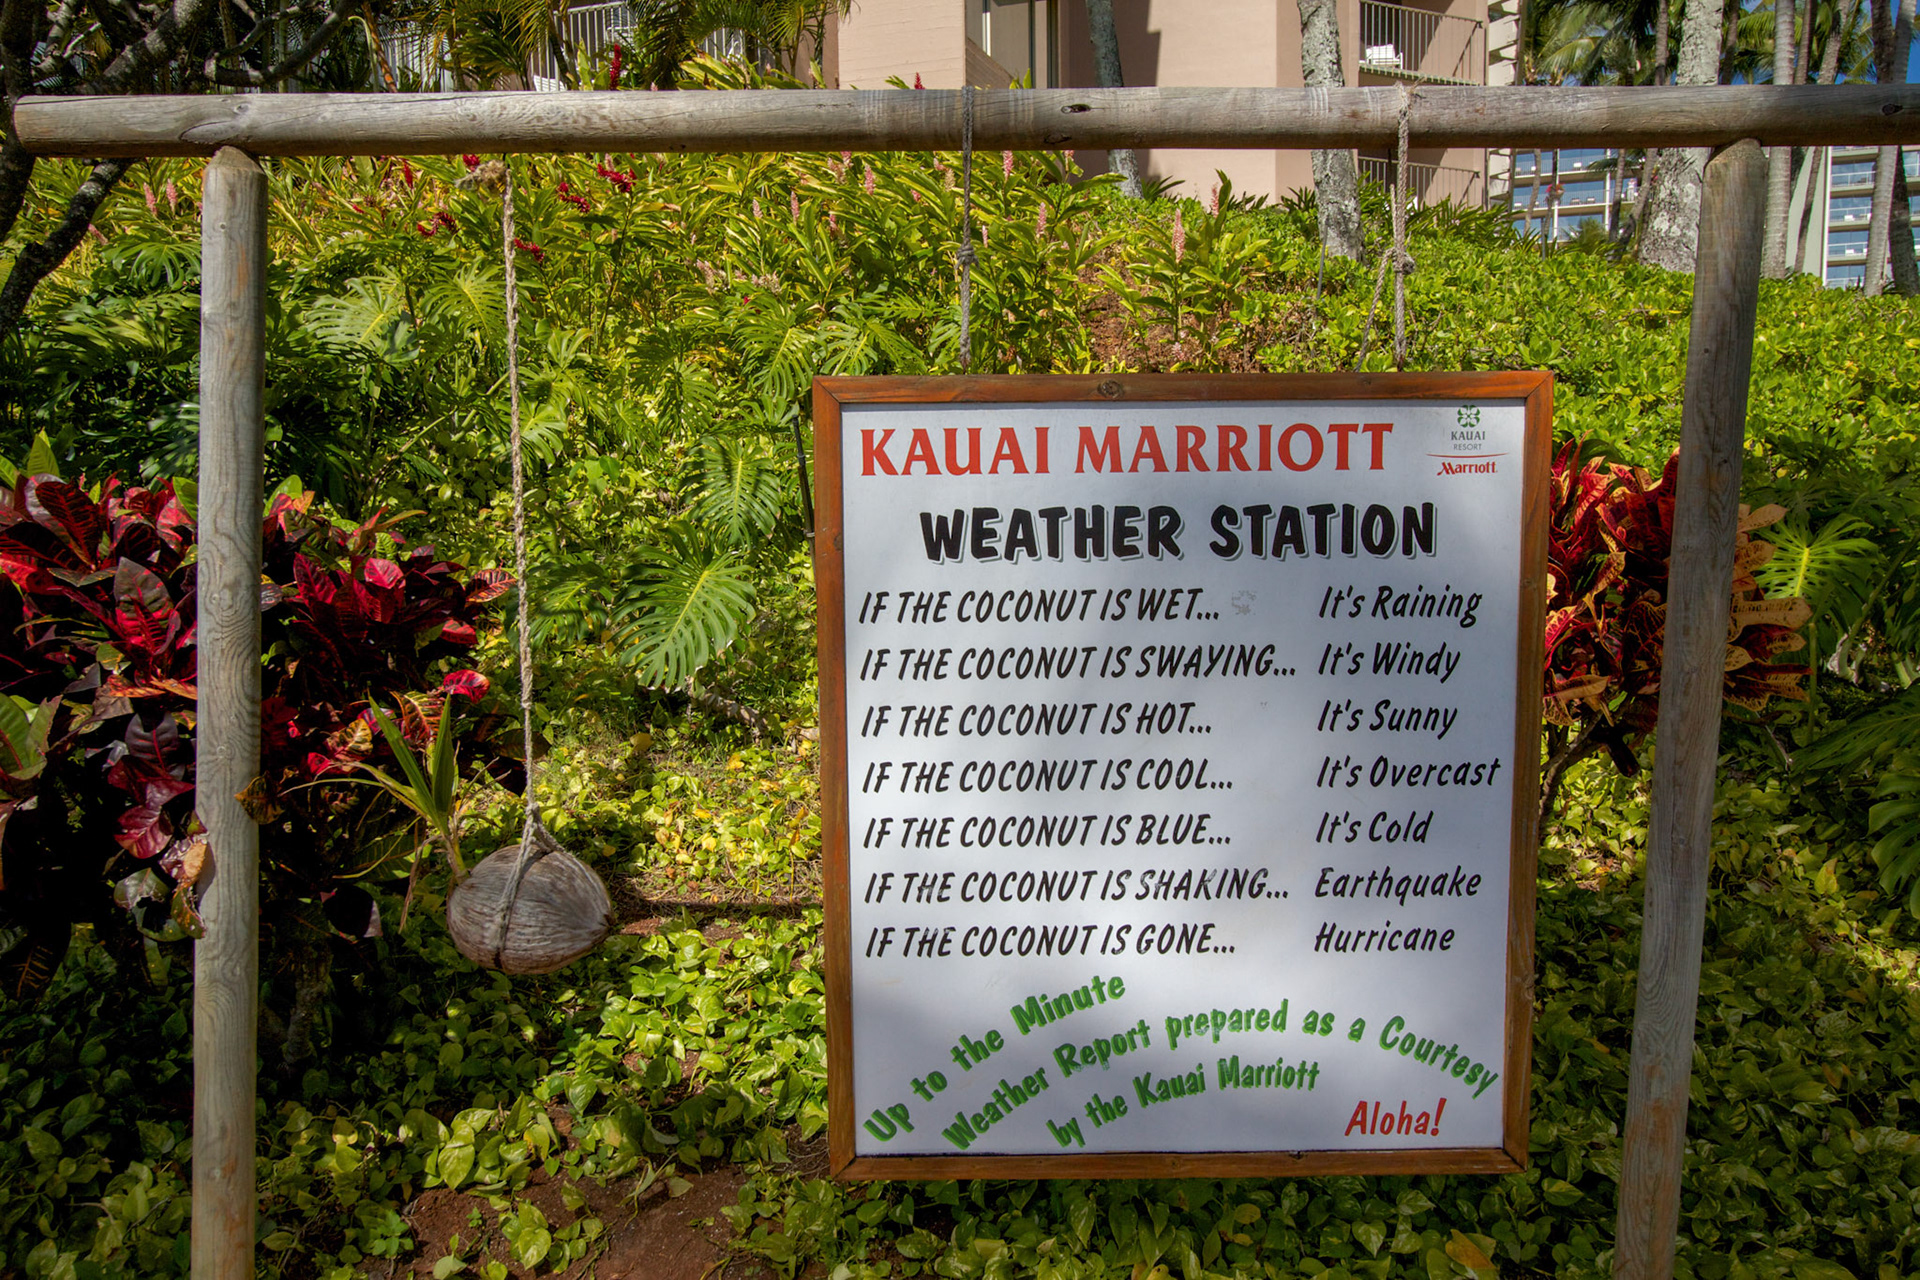 KAUAI MARRIOTT
KAUAI
RESORT
Marriott
WEATHER STATION
IF THE COCONUT IS WET... It's Raining
IF THE COCONUT IS SWAYING... It's Windy
IF THE COCONUT IS HOT... It's Sunny
IF THE COCONUT IS COOL... It's Overcast
IF THE COCONUT IS BLUE... It's Cold
IF THE COCONUT IS SHAKING... Earthquake
IF THE COCONUT IS GONE... Hurricane
Up to the Minute
Weather Report prepared as a Courtesy
by the Kauai Marriott
Aloha!